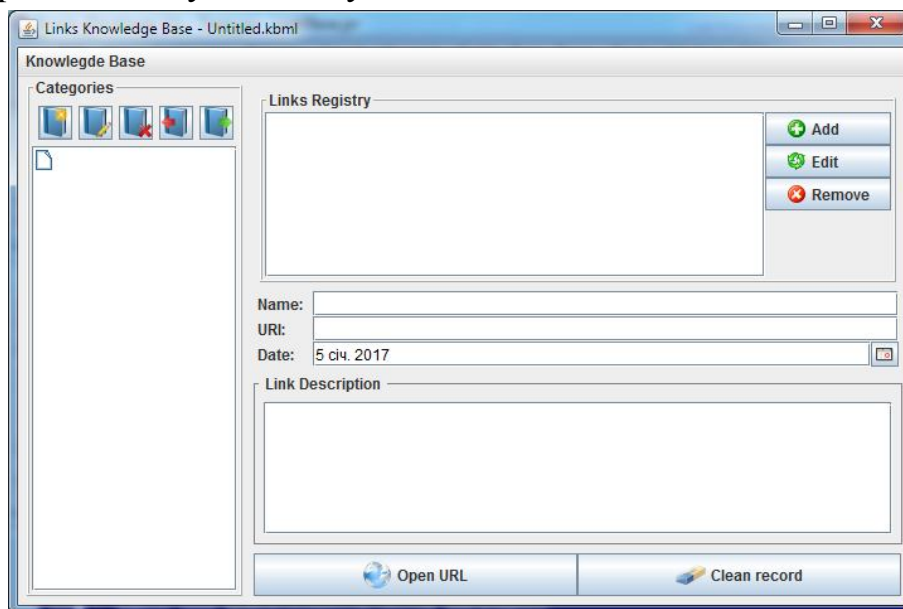 Links Knowledge Base - Untitled.kbml
Knowlegde Base
Categories
Links Registry
Add
Edit
Remove
Name:
URI:
Date: 5 січ. 2017
Link Description
Open URL
Clean record